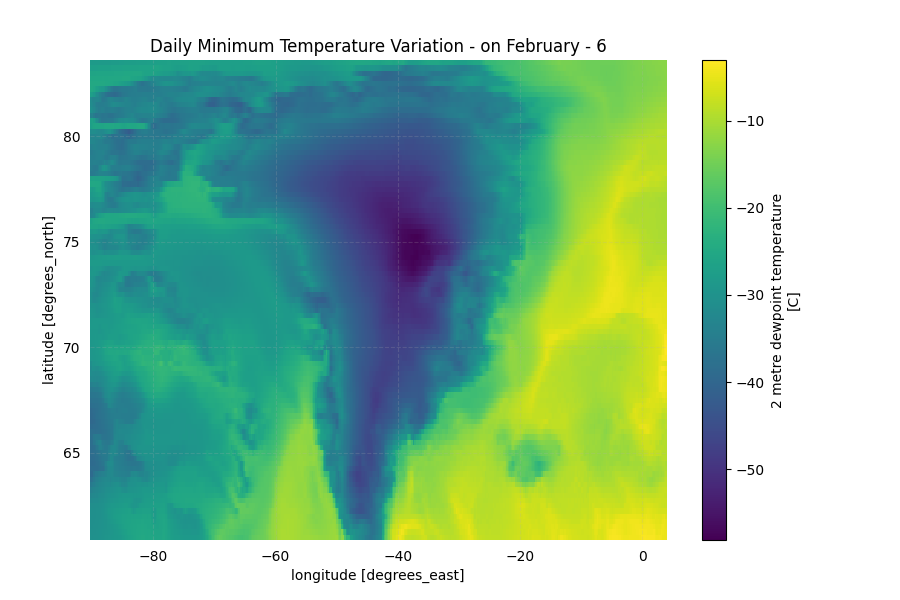 Daily Minimum Temperature Variation - on February - 6
80
75
70
65
latitude [degrees_north]
−80
−60
−40
−20
0
longitude [degrees_east]
−10
−20
−30
−40
−50
2 metre dewpoint temperature
[C]